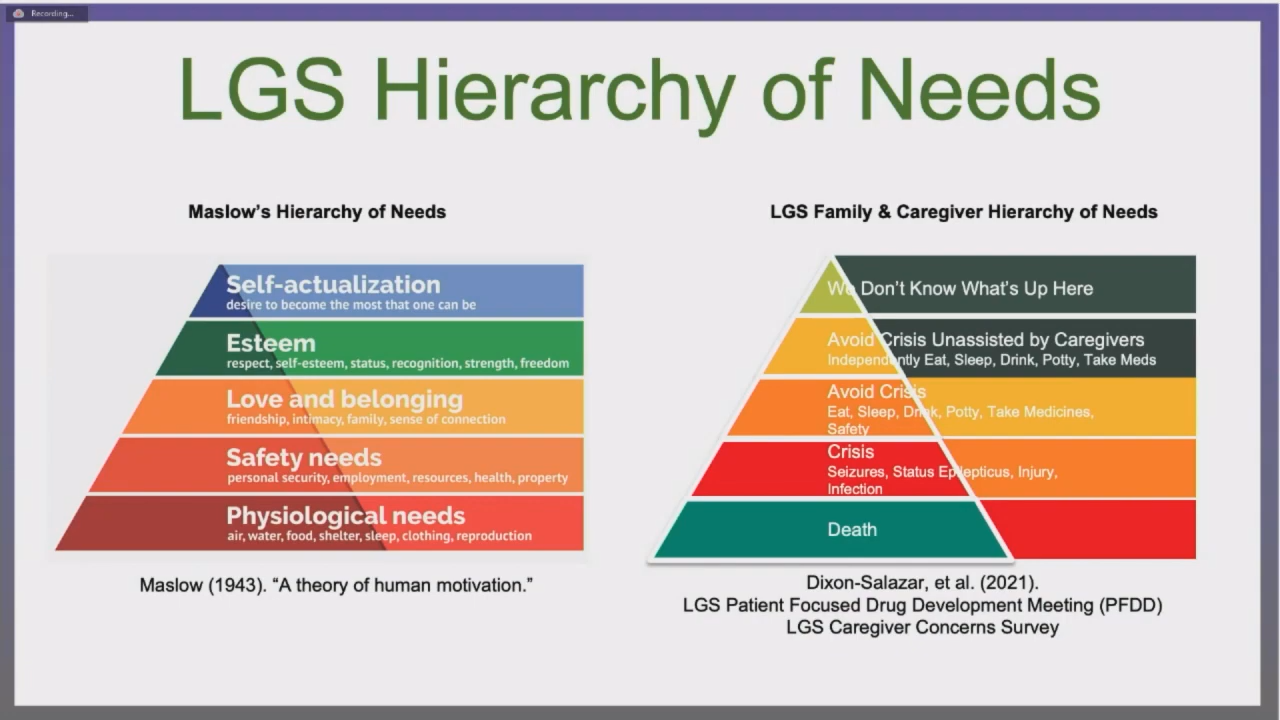 Recording...
LGS Hierarchy of Needs
Maslow's Hierarchy of Needs
Self-actualization
desire to become the most that one can be
Esteem
respect, self-esteem, status, recognition, strength, freedom
Love and belonging
friendship, intimacy, family, sense of connection
Safety needs
personal security, employment, resources, health, property
Physiological needs
air, water, food, shelter, sleep, clothing, reproduction
Maslow (1943). “A theory of human motivation.”
LGS Family & Caregiver Hierarchy of Needs
We Don't Know What's Up Here
Avoid Crisis Unassisted by Caregivers
Independently Eat, Sleep, Drink, Potty, Take Meds
Avoid Crisis
Eat, Sleep, Drink, Potty, Take Medicines,
Safety
Crisis
Seizures, Status Epilepticus, Injury,
Infection
Death
Dixon-Salazar, et al. (2021).
LGS Patient Focused Drug Development Meeting (PFDD)
LGS Caregiver Concerns Survey